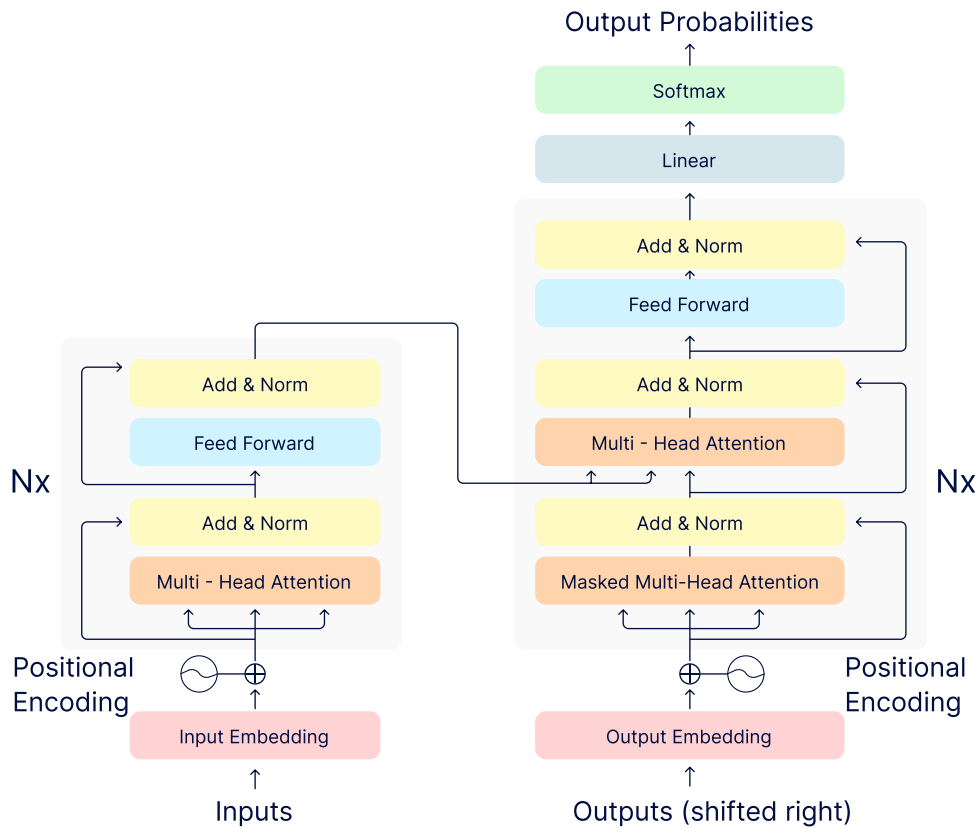 Output Probabilities
Softmax
Linear
Add & Norm
Feed Forward
Add & Norm
Multi - Head Attention
Add & Norm
Masked Multi-Head Attention
Nx
Positional
Encoding
Output Embedding
Outputs (shifted right)
Add & Norm
Feed Forward
Nx
Add & Norm
Multi - Head Attention
Positional
Encoding
Input Embedding
Inputs